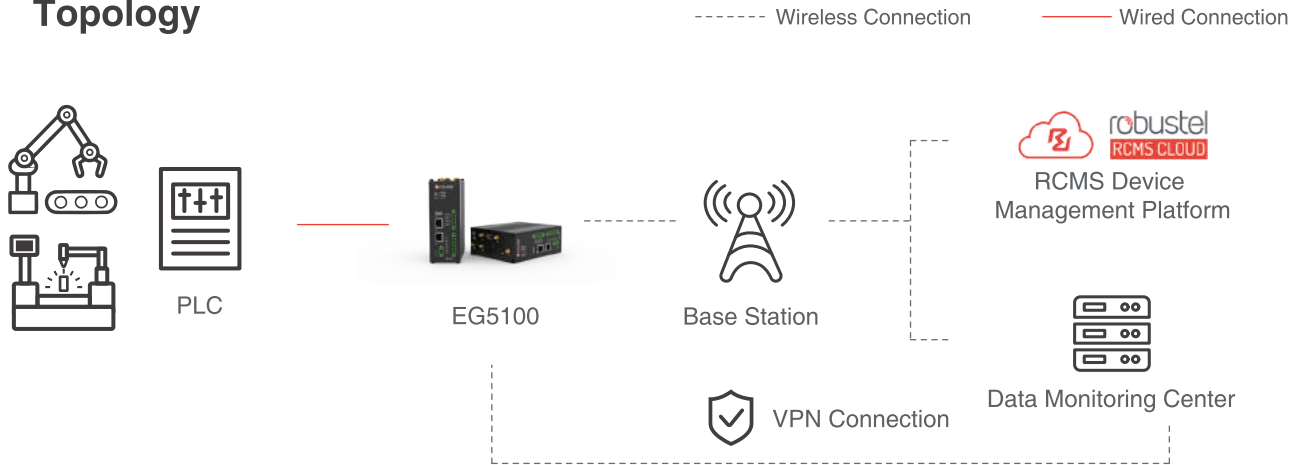 Topology
Wireless Connection
Wired Connection
robustel
RCMS CLOUD
RCMS Device
Management Platform
PLC
EG5100
Base Station
Data Monitoring Center
VPN Connection